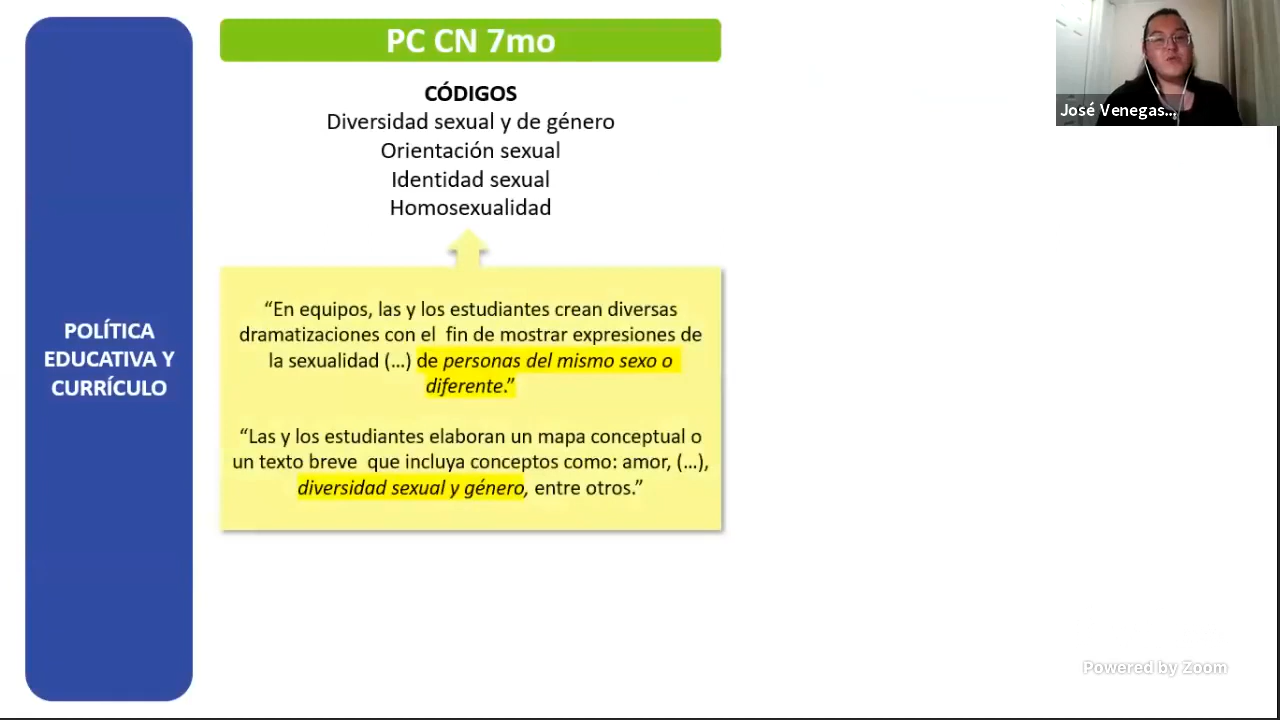 PC CN 7mo
CÓDIGOS
Diversidad sexual y de género
Orientación sexual
Identidad sexual
Homosexualidad
POLÍTICA
EDUCATIVA Y
CURRÍCULO
“En equipos, las y los estudiantes crean diversas
dramatizaciones con el fin de mostrar expresiones de
la sexualidad (...) de personas del mismo sexo o
diferente.”
“Las y los estudiantes elaboran un mapa conceptual o
un texto breve que incluya conceptos como: amor, (...),
diversidad sexual y género, entre otros.”
José Venegas...
Powered by Zoom